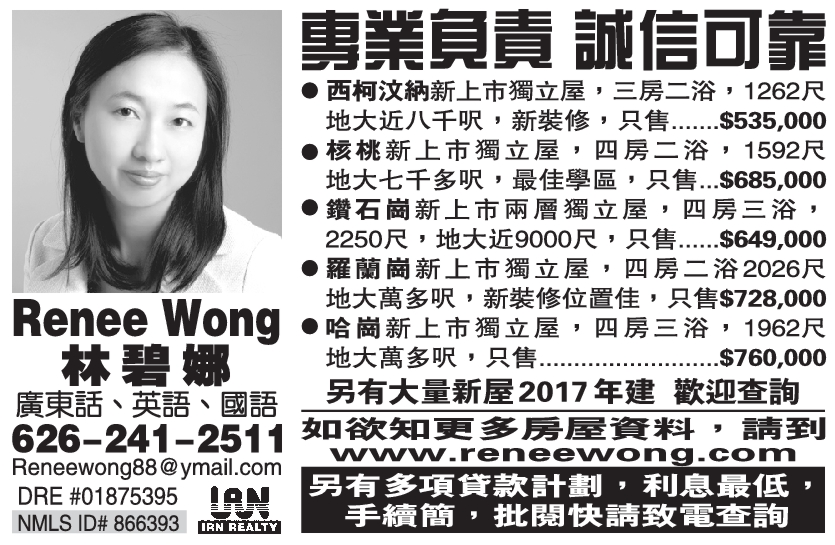 專業負責 誠信可靠
● 西柯汶納新上市獨立屋，三房二浴，1262尺
地大近八千呎，新裝修，只售.......$535,000
● 核桃新上市獨立屋，四房二浴，1592尺
地大七千多呎，最佳學區，只售...$685,000
● 鑽石崗新上市兩層獨立屋，四房三浴，
2250尺，地大近9000尺，只售......$649,000
● 羅蘭崗新上市獨立屋，四房二浴2026尺
地大萬多呎，新裝修位置佳，只售$728,000
● 哈崗新上市獨立屋，四房三浴，1962尺
地大萬多呎，只售........................$760,000
另有大量新屋2017年建 歡迎查詢
如欲知更多房屋資料，請到
www.reneewong.com
另有多項貸款計劃，利息最低，
手續簡，批閱快請致電查詢
Renee Wong
林碧娜
廣東話、英語、國語
626-241-2511
Reneewong88@ymail.com
DRE #01875395
NMLS ID# 866393
IRN
IRN REALTY